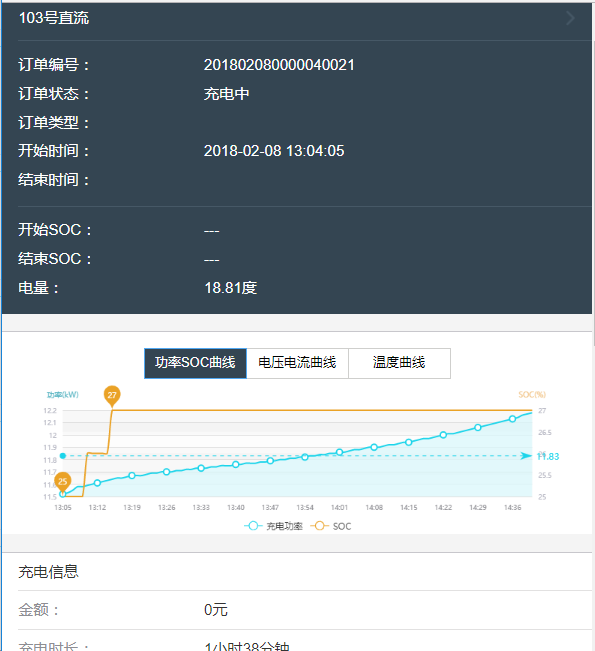 103号直流
订单编号： 201802080000040021
订单状态： 充电中
订单类型：
开始时间： 2018-02-08 13:04:05
结束时间：
开始SOC： ---
结束SOC： ---
电量： 18.81度
功率SOC曲线 电压电流曲线 温度曲线
功率(kW) SOC(%)
27
12.2 27
12.1
12 26.5
11.9
11.8 11.83
11.7 25.5
25
11.6
11.5 25
13:05 13:12 13:19 13:26 13:33 13:40 13:47 13:54 14:01 14:08 14:15 14:22 14:29 14:36
充电功率 SOC
充电信息
金额： 0元
充电时长： 1小时38分钟